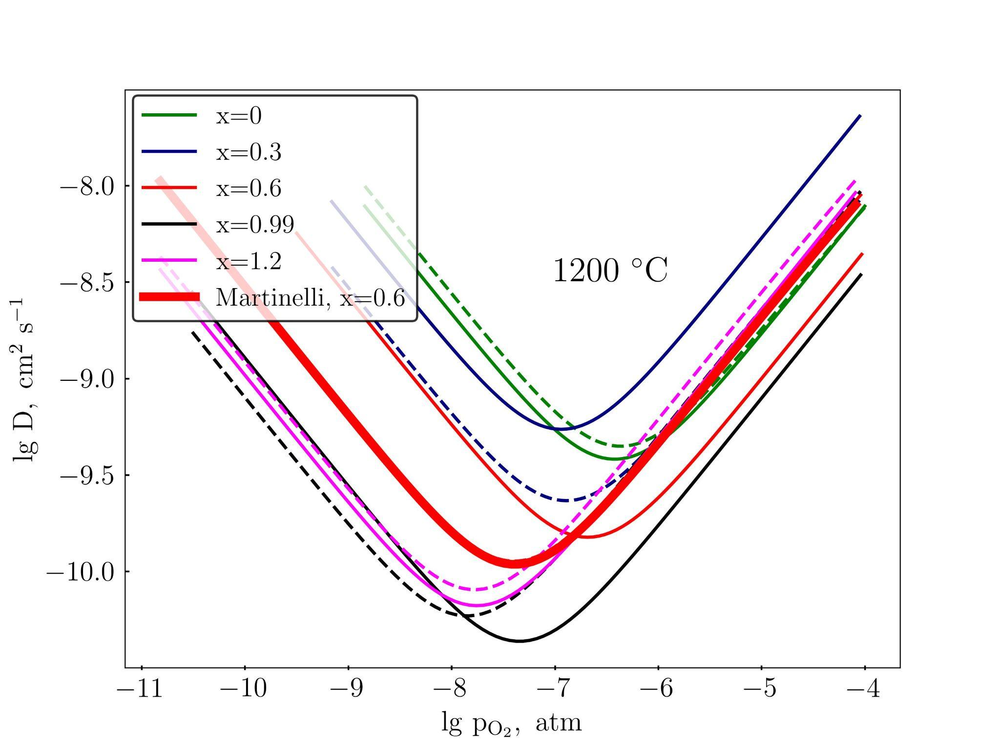 x=0
x=0.3
x=0.6
x=0.99
x=1.2
Martinelli, x=0.6
1200 °C
−8.0
−8.5
−9.0
−9.5
−10.0
lg D, cm² s⁻¹
−11 −10 −9 −8 −7 −6 −5 −4
lg p_O₂, atm